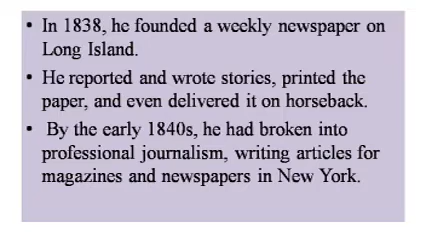 • In 1838, he founded a weekly newspaper on
Long Island.
• He reported and wrote stories, printed the
paper, and even delivered it on horseback.
• By the early 1840s, he had broken into
professional journalism, writing articles for
magazines and newspapers in New York.